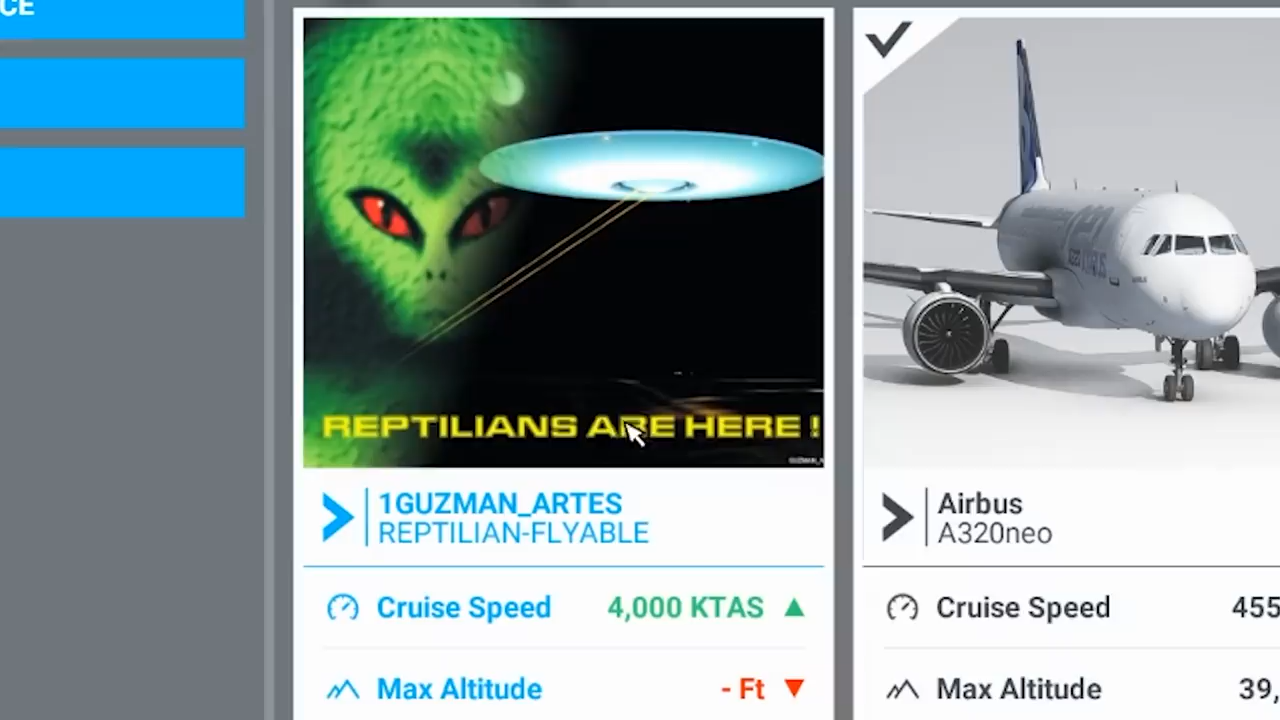 CE
REPTILIANS ARE HERE !
1GUZMAN_ARTES
REPTILIAN-FLYABLE
Cruise Speed 4,000 KTAS
Max Altitude - Ft
Airbus
A320neo
Cruise Speed 455
Max Altitude 39,